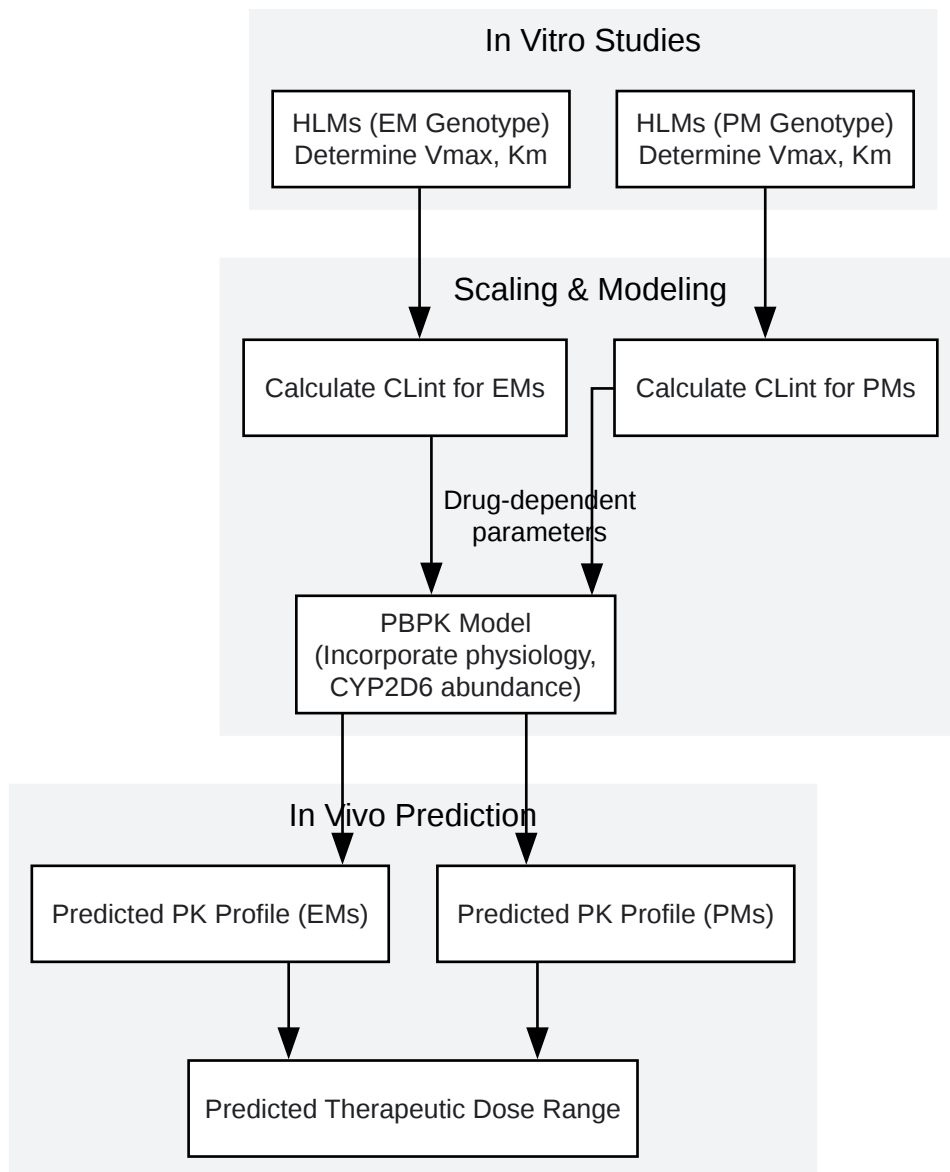 In Vitro Studies
HLMs (EM Genotype)
Determine Vmax, Km
HLMs (PM Genotype)
Determine Vmax, Km
Scaling & Modeling
Calculate CLint for EMs
Calculate CLint for PMs
Drug-dependent
parameters
PBPK Model
(Incorporate physiology,
CYP2D6 abundance)
In Vivo Prediction
Predicted PK Profile (EMs)
Predicted PK Profile (PMs)
Predicted Therapeutic Dose Range